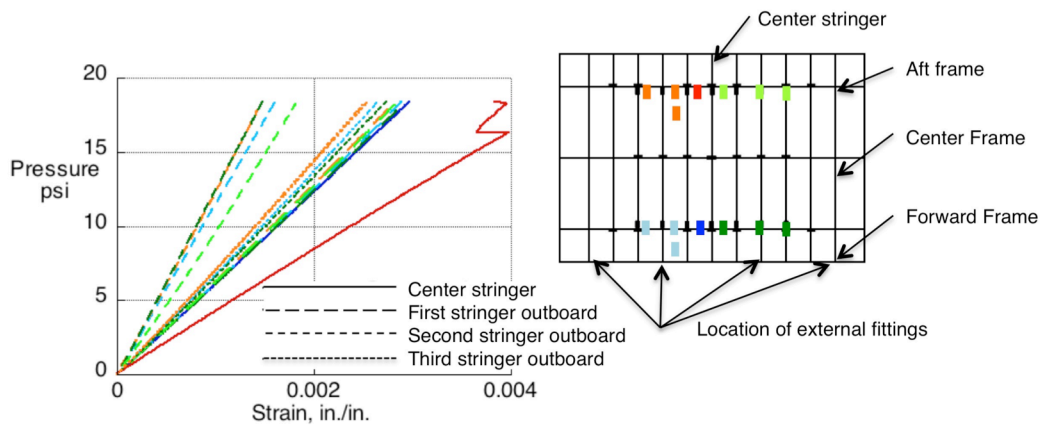 Center stringer
Aft frame
Center Frame
Forward Frame
Location of external fittings
20
15
Pressure
psi
10
5
0
0
0.002
0.004
Strain, in./in.
Center stringer
First stringer outboard
Second stringer outboard
Third stringer outboard